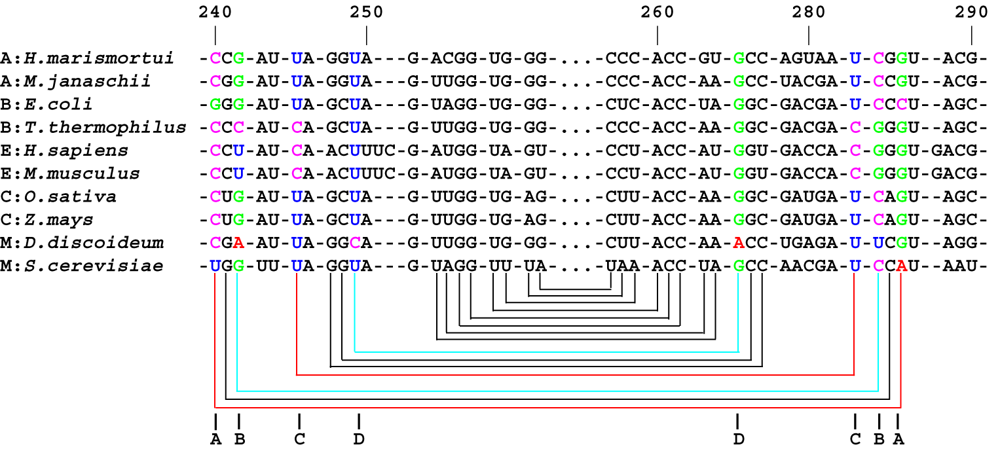 240 250 260 280 290
A:H.marismortui -CCG-AU-UA-GGUA---G-ACGG-UG-GG-...-CCC-ACC-GU-GCC-AGUAA-U-CGGU--ACG-
A:M.janaschii -CGG-AU-UA-GGUA---G-UUGG-UG-GG-...-CCC-ACC-AA-GCC-UACGA-U-CCGU--ACG-
B:E.coli -GGG-AU-UA-GCUA---G-UAGG-UG-GG-...-CUC-ACC-UA-GGC-GACGA-U-CCCU--AGC-
B:T.thermophilus -CCC-AU-CA-GCUA---G-UUGG-UG-GG-...-CCC-ACC-AA-GGC-GACGA-C-GGGU--AGC-
E:H.sapiens -CCU-AU-CA-ACUUUC-G-AUGG-UA-GU-...-CCU-ACC-AU-GGU-GACCA-C-GGGU-GACG-
E:M.musculus -CCU-AU-CA-ACUUUC-G-AUGG-UA-GU-...-CCU-ACC-AU-GGU-GACCA-C-GGGU-GACG-
C:O.sativa -CUG-AU-UA-GCUA---G-UUGG-UG-AG-...-CUU-ACC-AA-GGC-GAUGA-U-CAGU--AGC-
C:Z.mays -CUG-AU-UA-GCUA---G-UUGG-UG-AG-...-CUU-ACC-AA-GGC-GAUGA-U-CAGU--AGC-
M:D.discoideum -CGA-AU-UA-GGCA---G-UUGG-UG-GG-...-CUU-ACC-AA-ACC-UGAGA-U-UCGU--AGG-
M:S.cerevisiae -UGG-UU-UA-GGUA---G-UAGG-UU-UA-...-UAA-ACC-UA-GCC-AACGA-U-CCAU--AAU-
A B C D D C B A